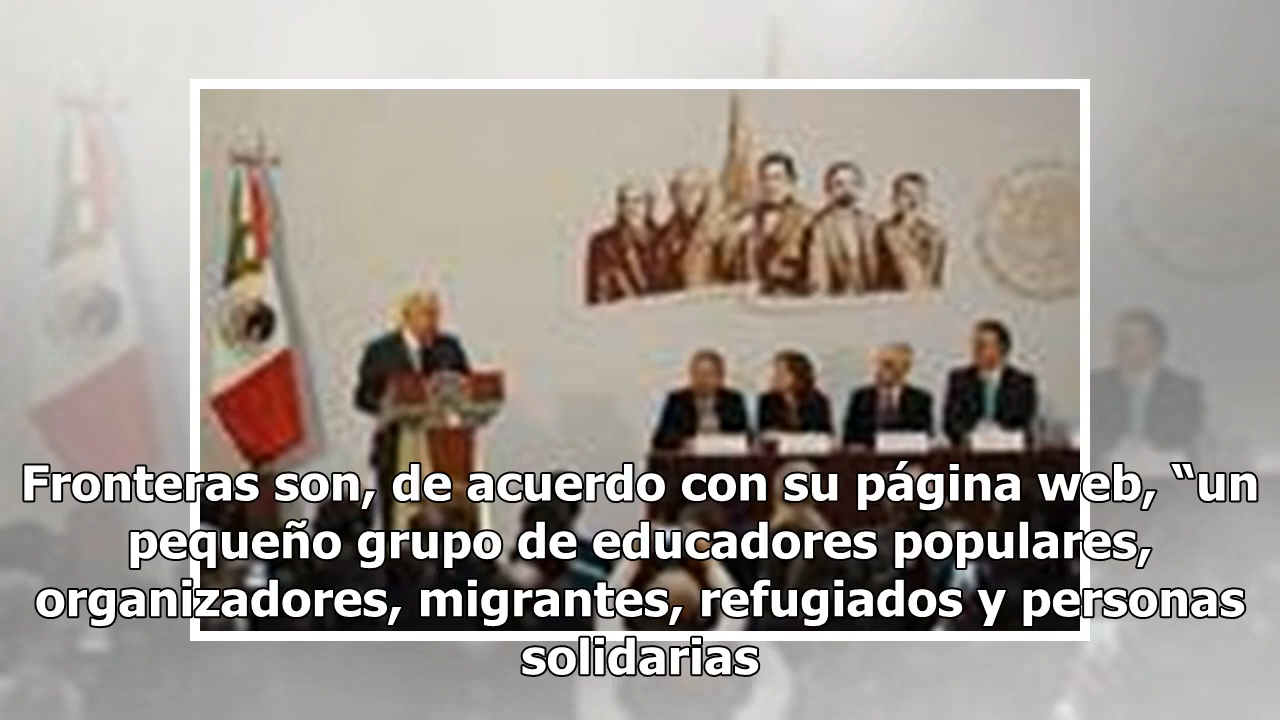 Fronteras son, de acuerdo con su página web, “un
pequeño grupo de educadores populares,
organizadores, migrantes, refugiados y personas
solidarias